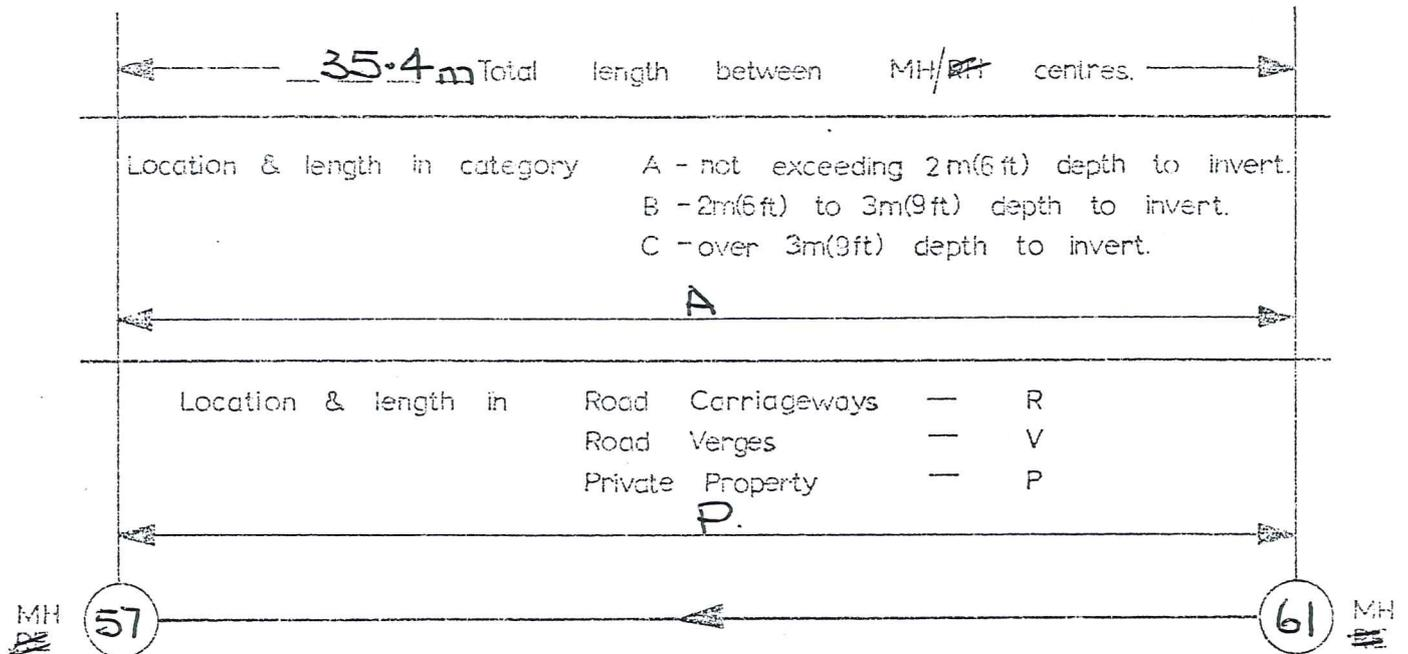 35.4m Total length between MH/ centres.
Location & length in category A - not exceeding 2m(6ft) depth to invert.
B - 2m(6ft) to 3m(9ft) depth to invert.
C - over 3m(9ft) depth to invert.
A
Location & length in Road Carriageways — R
Road Verges — V
Private Property — P
P.
MH 57 61 MH